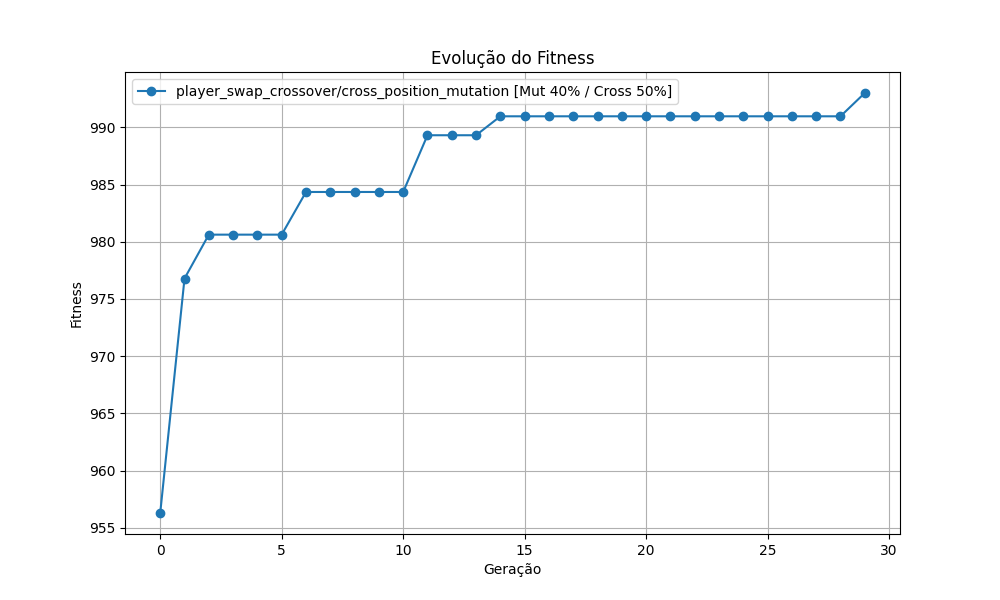 Evolução do Fitness
player_swap_crossover/cross_position_mutation [Mut 40% / Cross 50%]
990
985
980
975
970
965
960
955
Fitness
0 5 10 15 20 25 30
Geração